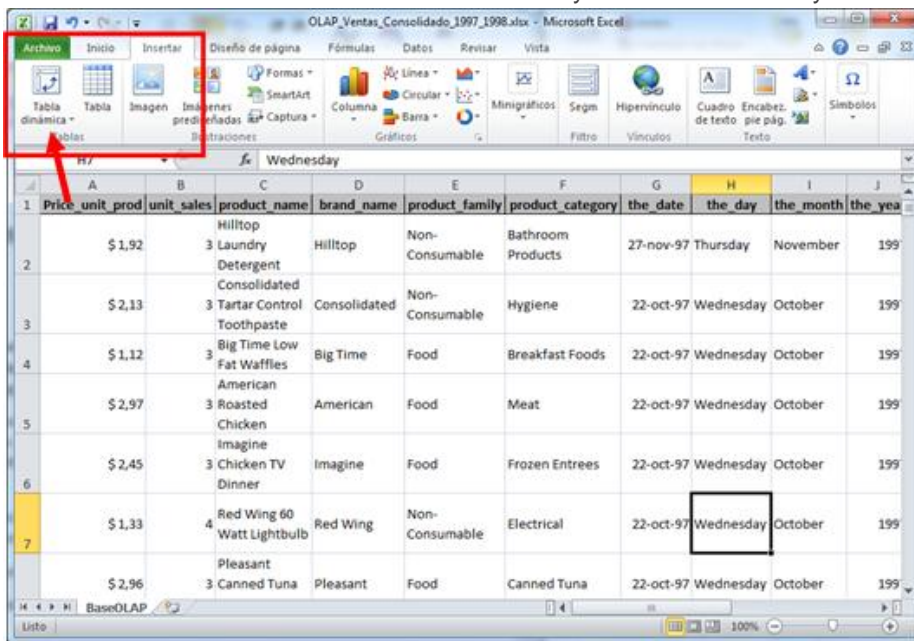 OLAP_Ventas_Consolidado_1997_1998.xlsx - Microsoft Excel
Archivo Inicio Insertar Diseño de página Fórmulas Datos Revisar Vista
Tabla dinámica Tabla Imagen Imágenes prediseñadas Formas SmartArt Captura Columna Línea Circular Barra Minigráficos Segm Hipervínculo Cuadro de texto Encabez. pie pág. Símbolos
Tablas Ilustraciones Gráficos Filtro Vínculos Texto
H7 fx Wednesday
A B C D E F G H I J
1 Price_unit_prod unit_sales product_name brand_name product_family product_category the_date the_day the_month the_yea
2 $ 1,92 3 Hilltop Laundry Detergent Hilltop Non-Consumable Bathroom Products 27-nov-97 Thursday November 199
3 $ 2,13 3 Consolidated Tartar Control Toothpaste Consolidated Non-Consumable Hygiene 22-oct-97 Wednesday October 199
4 $ 1,12 3 Big Time Low Fat Waffles Big Time Food Breakfast Foods 22-oct-97 Wednesday October 199
5 $ 2,97 3 American Roasted Chicken American Food Meat 22-oct-97 Wednesday October 199
6 $ 2,45 3 Imagine Chicken TV Dinner Imagine Food Frozen Entrees 22-oct-97 Wednesday October 199
7 $ 1,33 4 Red Wing 60 Watt Lightbulb Red Wing Non-Consumable Electrical 22-oct-97 Wednesday October 199
$ 2,96 3 Pleasant Canned Tuna Pleasant Food Canned Tuna 22-oct-97 Wednesday October 199
BaseOLAP
Listo 100%